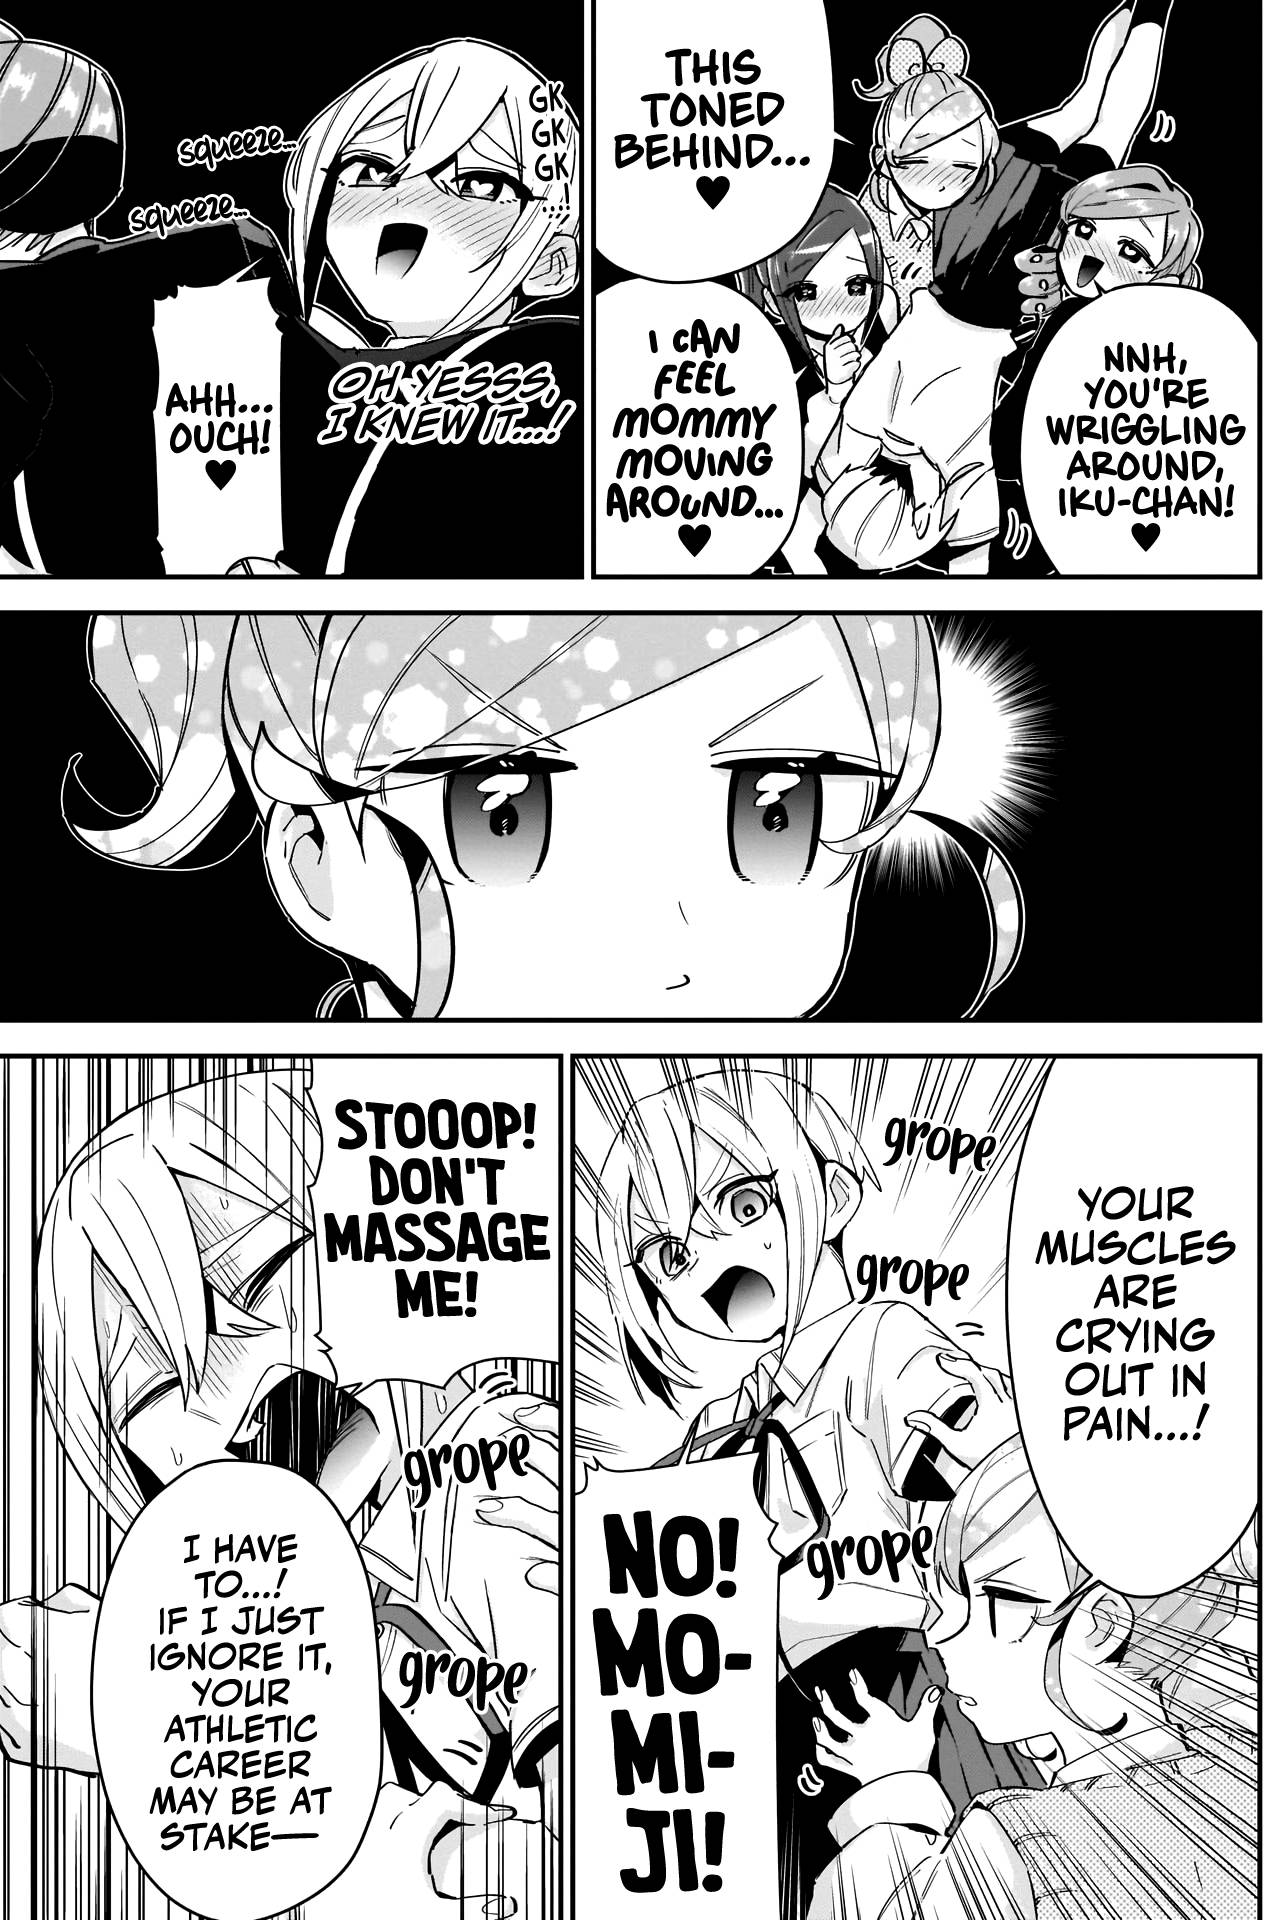 THIS
TONED
BEHIND...
♥
NNH,
YOU'RE
WRIGGLING
AROUND,
IKU-CHAN!
♥
I CAN
FEEL
MOMMY
MOVING
AROUND...
♥
GK
GK
GK
...!
squeeze...
squeeze...
OH YESSS,
I KNEW IT...!
AHH...
OUCH!
♥
YOUR
MUSCLES
ARE
CRYING
OUT IN
PAIN...!
grope
grope
grope
NO!
MO-
MI-
JI!
STOOOP!
DON'T
MASSAGE
ME!
grope
grope
I HAVE
TO...!
IF I JUST
IGNORE IT,
YOUR
ATHLETIC
CAREER
MAY BE AT
STAKE—